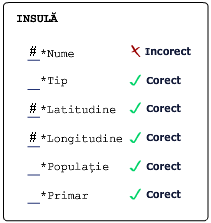 INSULĂ
# *Nume Incorect
*Tip Corect
# *Latitudine Corect
# *Longitudine Corect
*Populație Corect
*Primar Corect